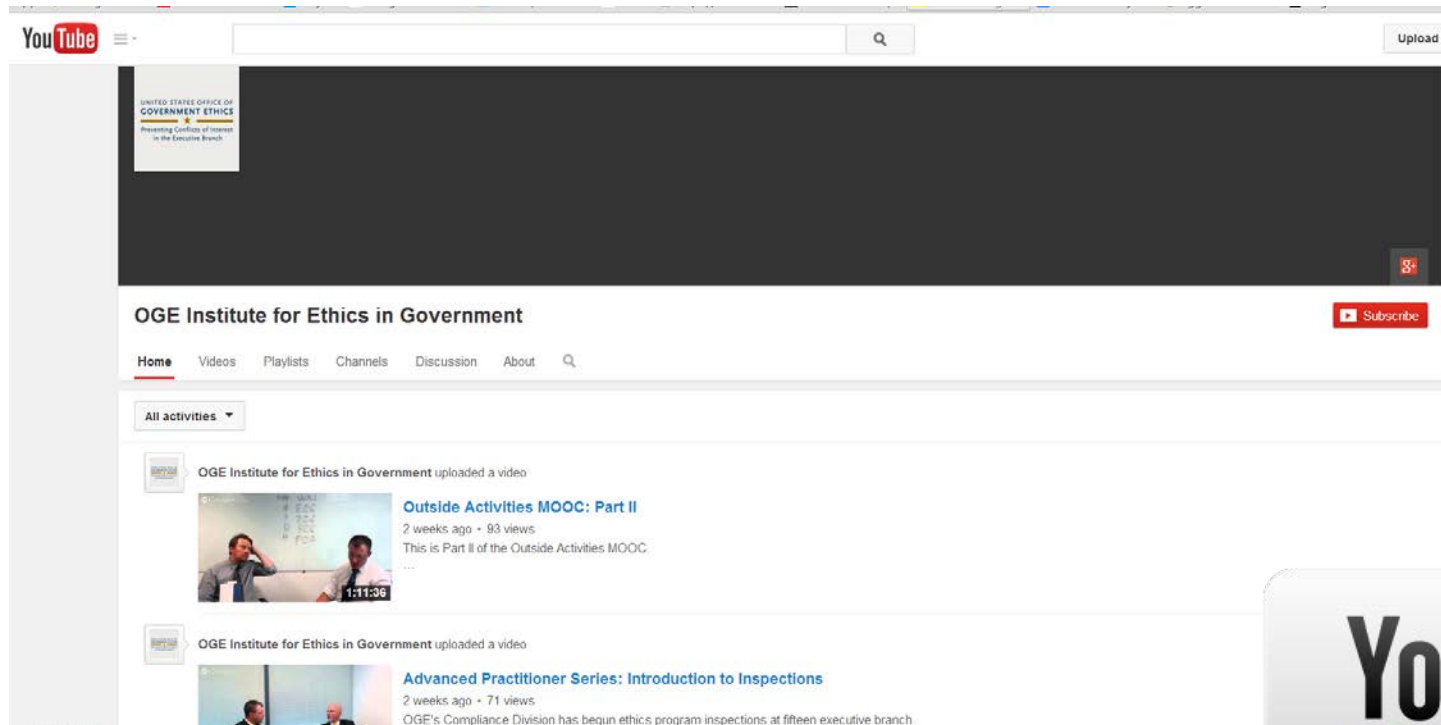 YouTube
Upload
UNITED STATES OFFICE OF
GOVERNMENT ETHICS
Preventing Conflicts of Interest
in the Executive Branch
g+
OGE Institute for Ethics in Government
Subscribe
Home Videos Playlists Channels Discussion About
All activities
OGE Institute for Ethics in Government uploaded a video
Outside Activities MOOC: Part II
2 weeks ago • 93 views
This is Part II of the Outside Activities MOOC
...
1:11:36
OGE Institute for Ethics in Government uploaded a video
Advanced Practitioner Series: Introduction to Inspections
2 weeks ago • 71 views
OGE's Compliance Division has begun ethics program inspections at fifteen executive branch
Yo